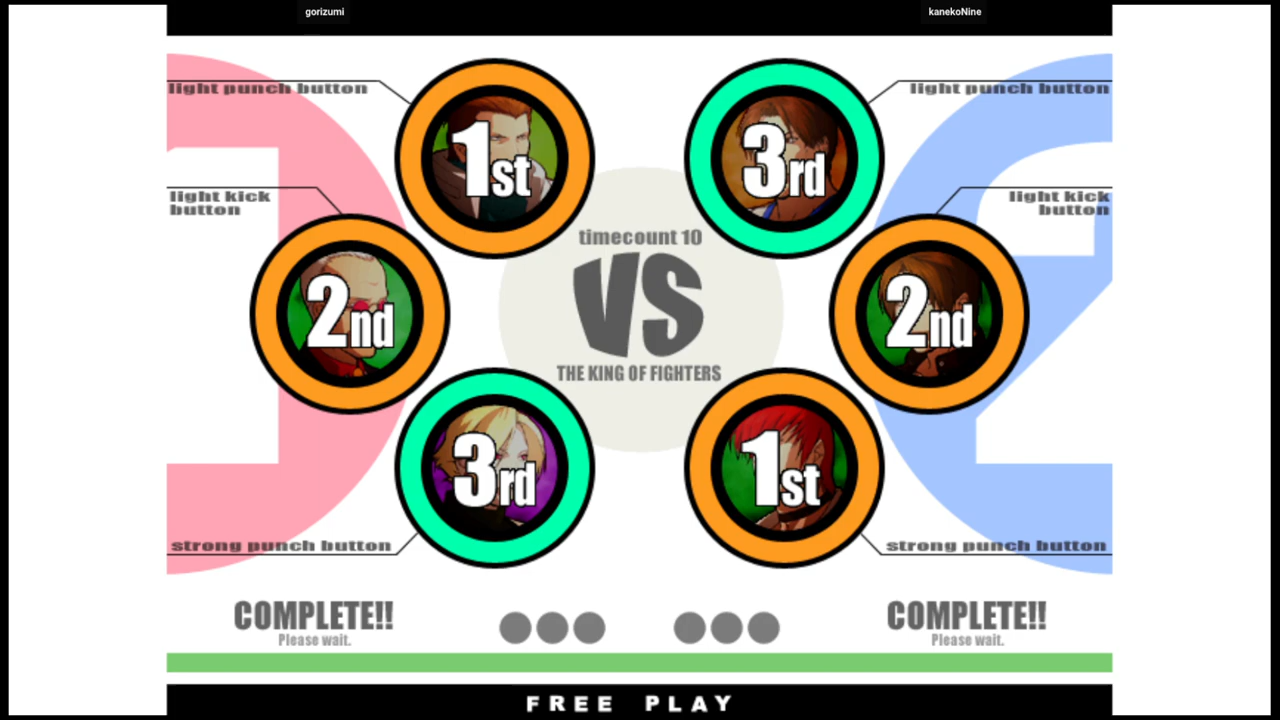 gorizumi
kanekoNine
light punch button
light punch button
1st
3rd
light kick
button
light kick
button
timecount 10
VS
THE KING OF FIGHTERS
2nd
2nd
3rd
1st
strong punch button
strong punch button
COMPLETE!!
Please wait.
COMPLETE!!
Please wait.
FREE PLAY